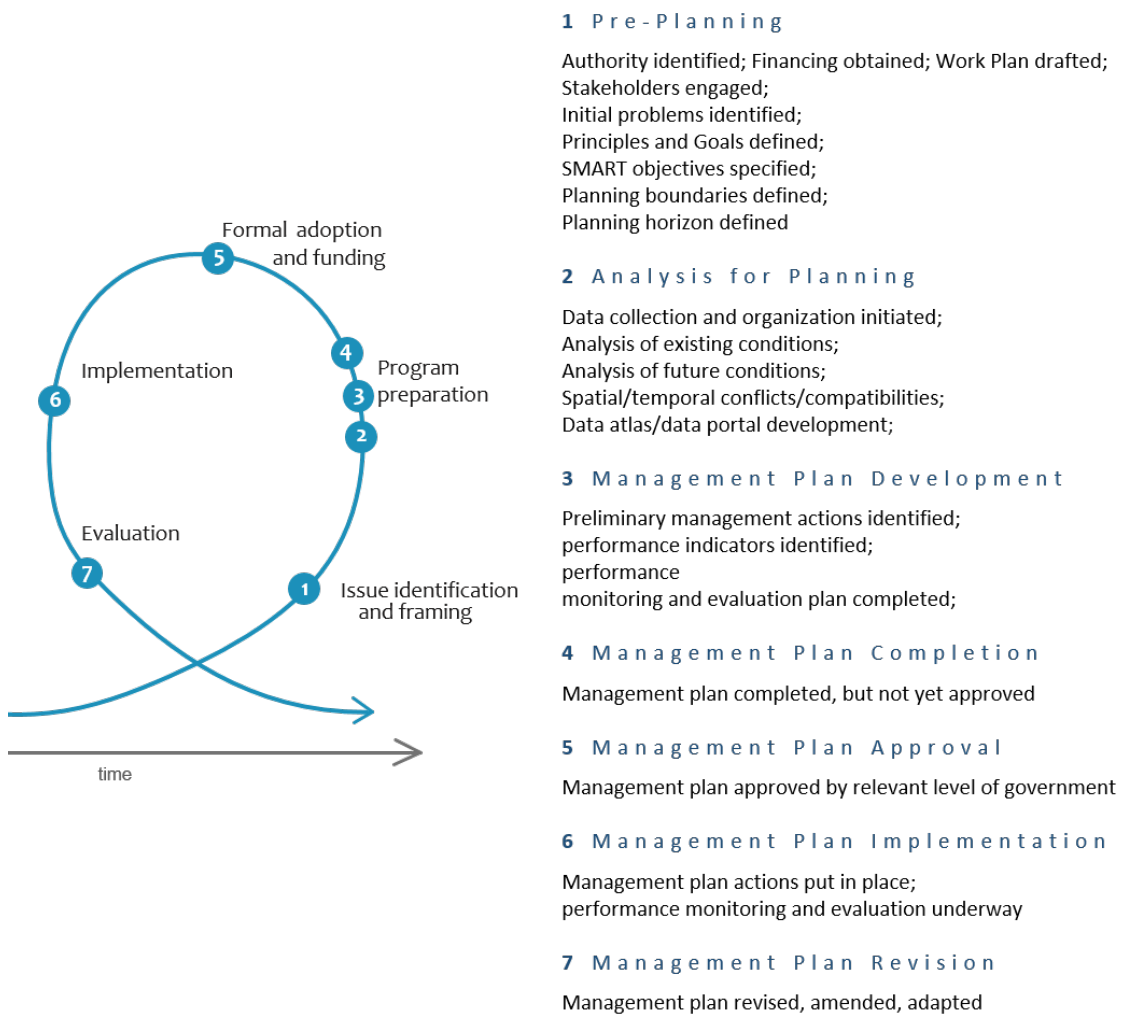 Formal adoption
and funding
5
4
Program
preparation
3
2
Implementation
6
Evaluation
7
1
Issue identification
and framing
time
1 Pre-Planning
Authority identified; Financing obtained; Work Plan drafted;
Stakeholders engaged;
Initial problems identified;
Principles and Goals defined;
SMART objectives specified;
Planning boundaries defined;
Planning horizon defined
2 Analysis for Planning
Data collection and organization initiated;
Analysis of existing conditions;
Analysis of future conditions;
Spatial/temporal conflicts/compatibilities;
Data atlas/data portal development;
3 Management Plan Development
Preliminary management actions identified;
performance indicators identified;
performance
monitoring and evaluation plan completed;
4 Management Plan Completion
Management plan completed, but not yet approved
5 Management Plan Approval
Management plan approved by relevant level of government
6 Management Plan Implementation
Management plan actions put in place;
performance monitoring and evaluation underway
7 Management Plan Revision
Management plan revised, amended, adapted